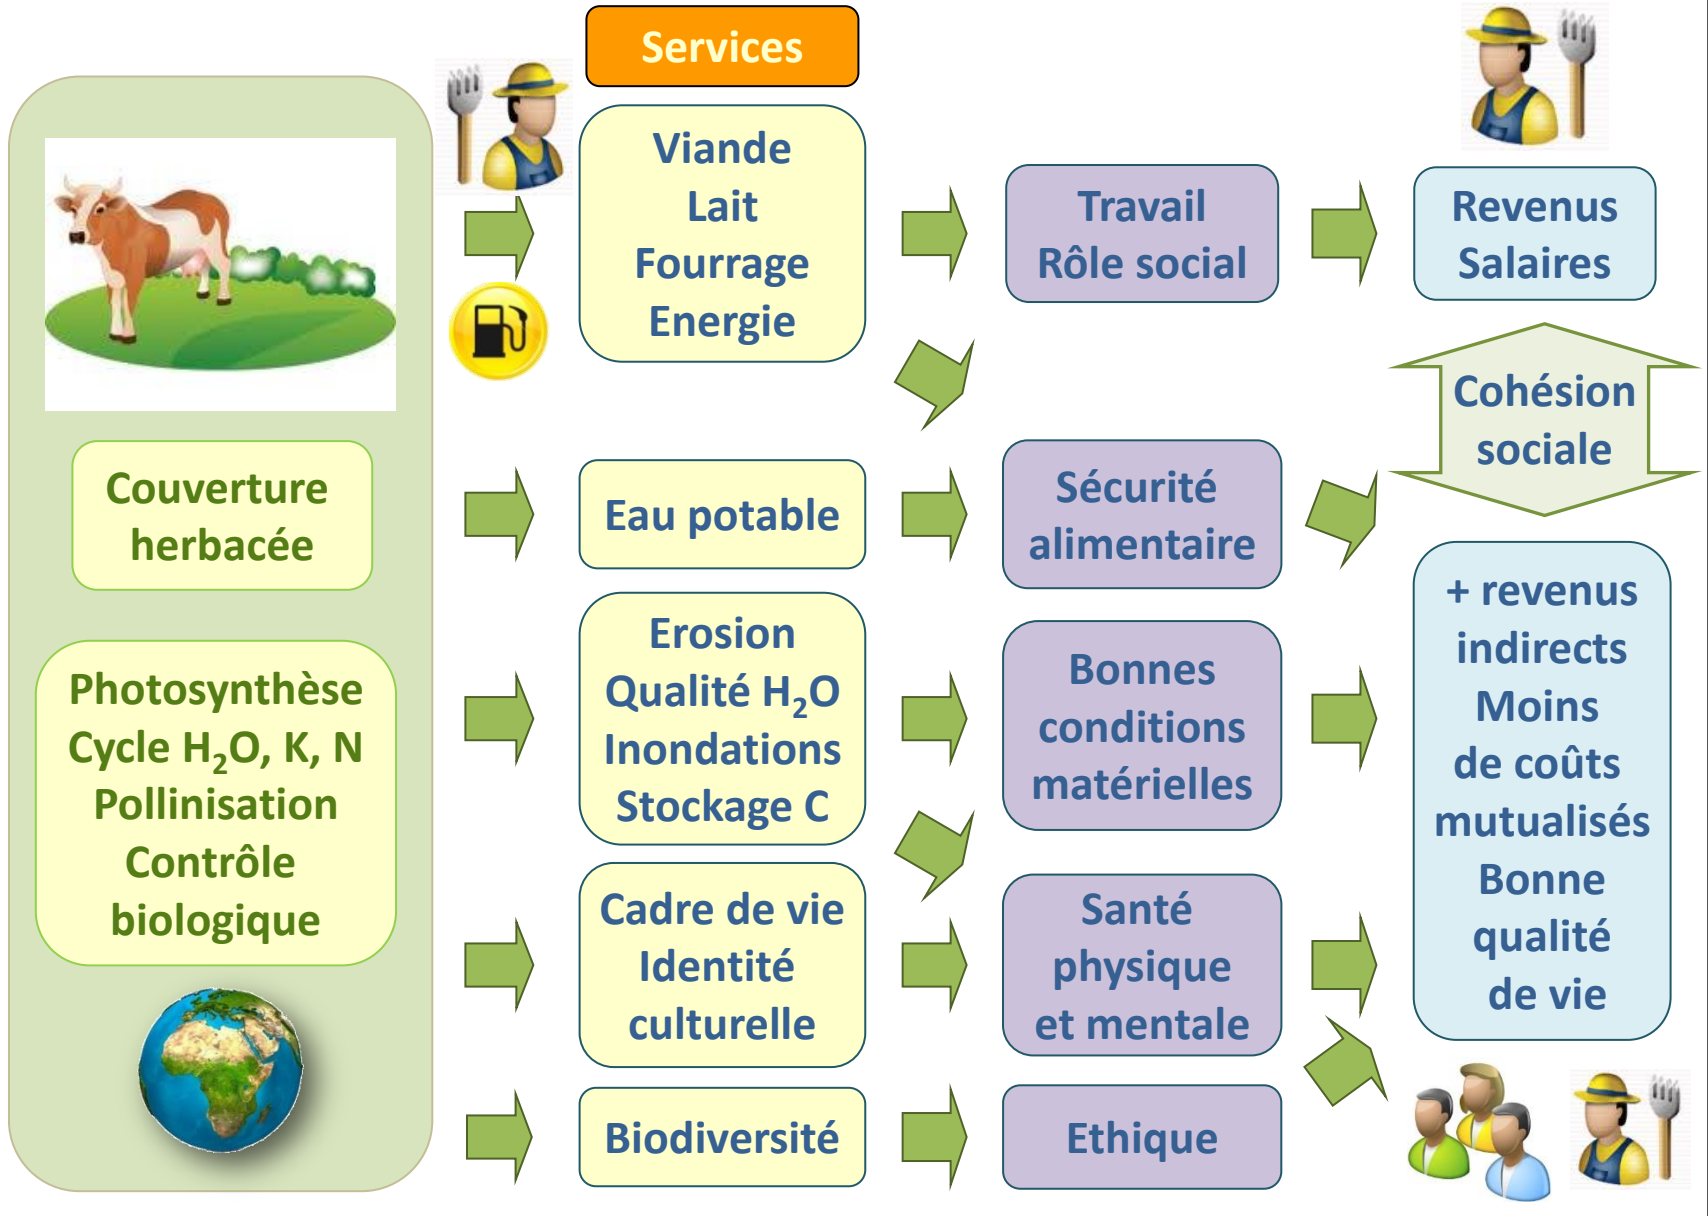 Services
Couverture
herbacée
Photosynthèse
Cycle H₂O, K, N
Pollinisation
Contrôle
biologique
Viande
Lait
Fourrage
Energie
Eau potable
Erosion
Qualité H₂O
Inondations
Stockage C
Cadre de vie
Identité
culturelle
Biodiversité
Travail
Rôle social
Sécurité
alimentaire
Bonnes
conditions
matérielles
Santé
physique
et mentale
Ethique
Revenus
Salaires
Cohésion
sociale
+ revenus
indirects
Moins
de coûts
mutualisés
Bonne
qualité
de vie